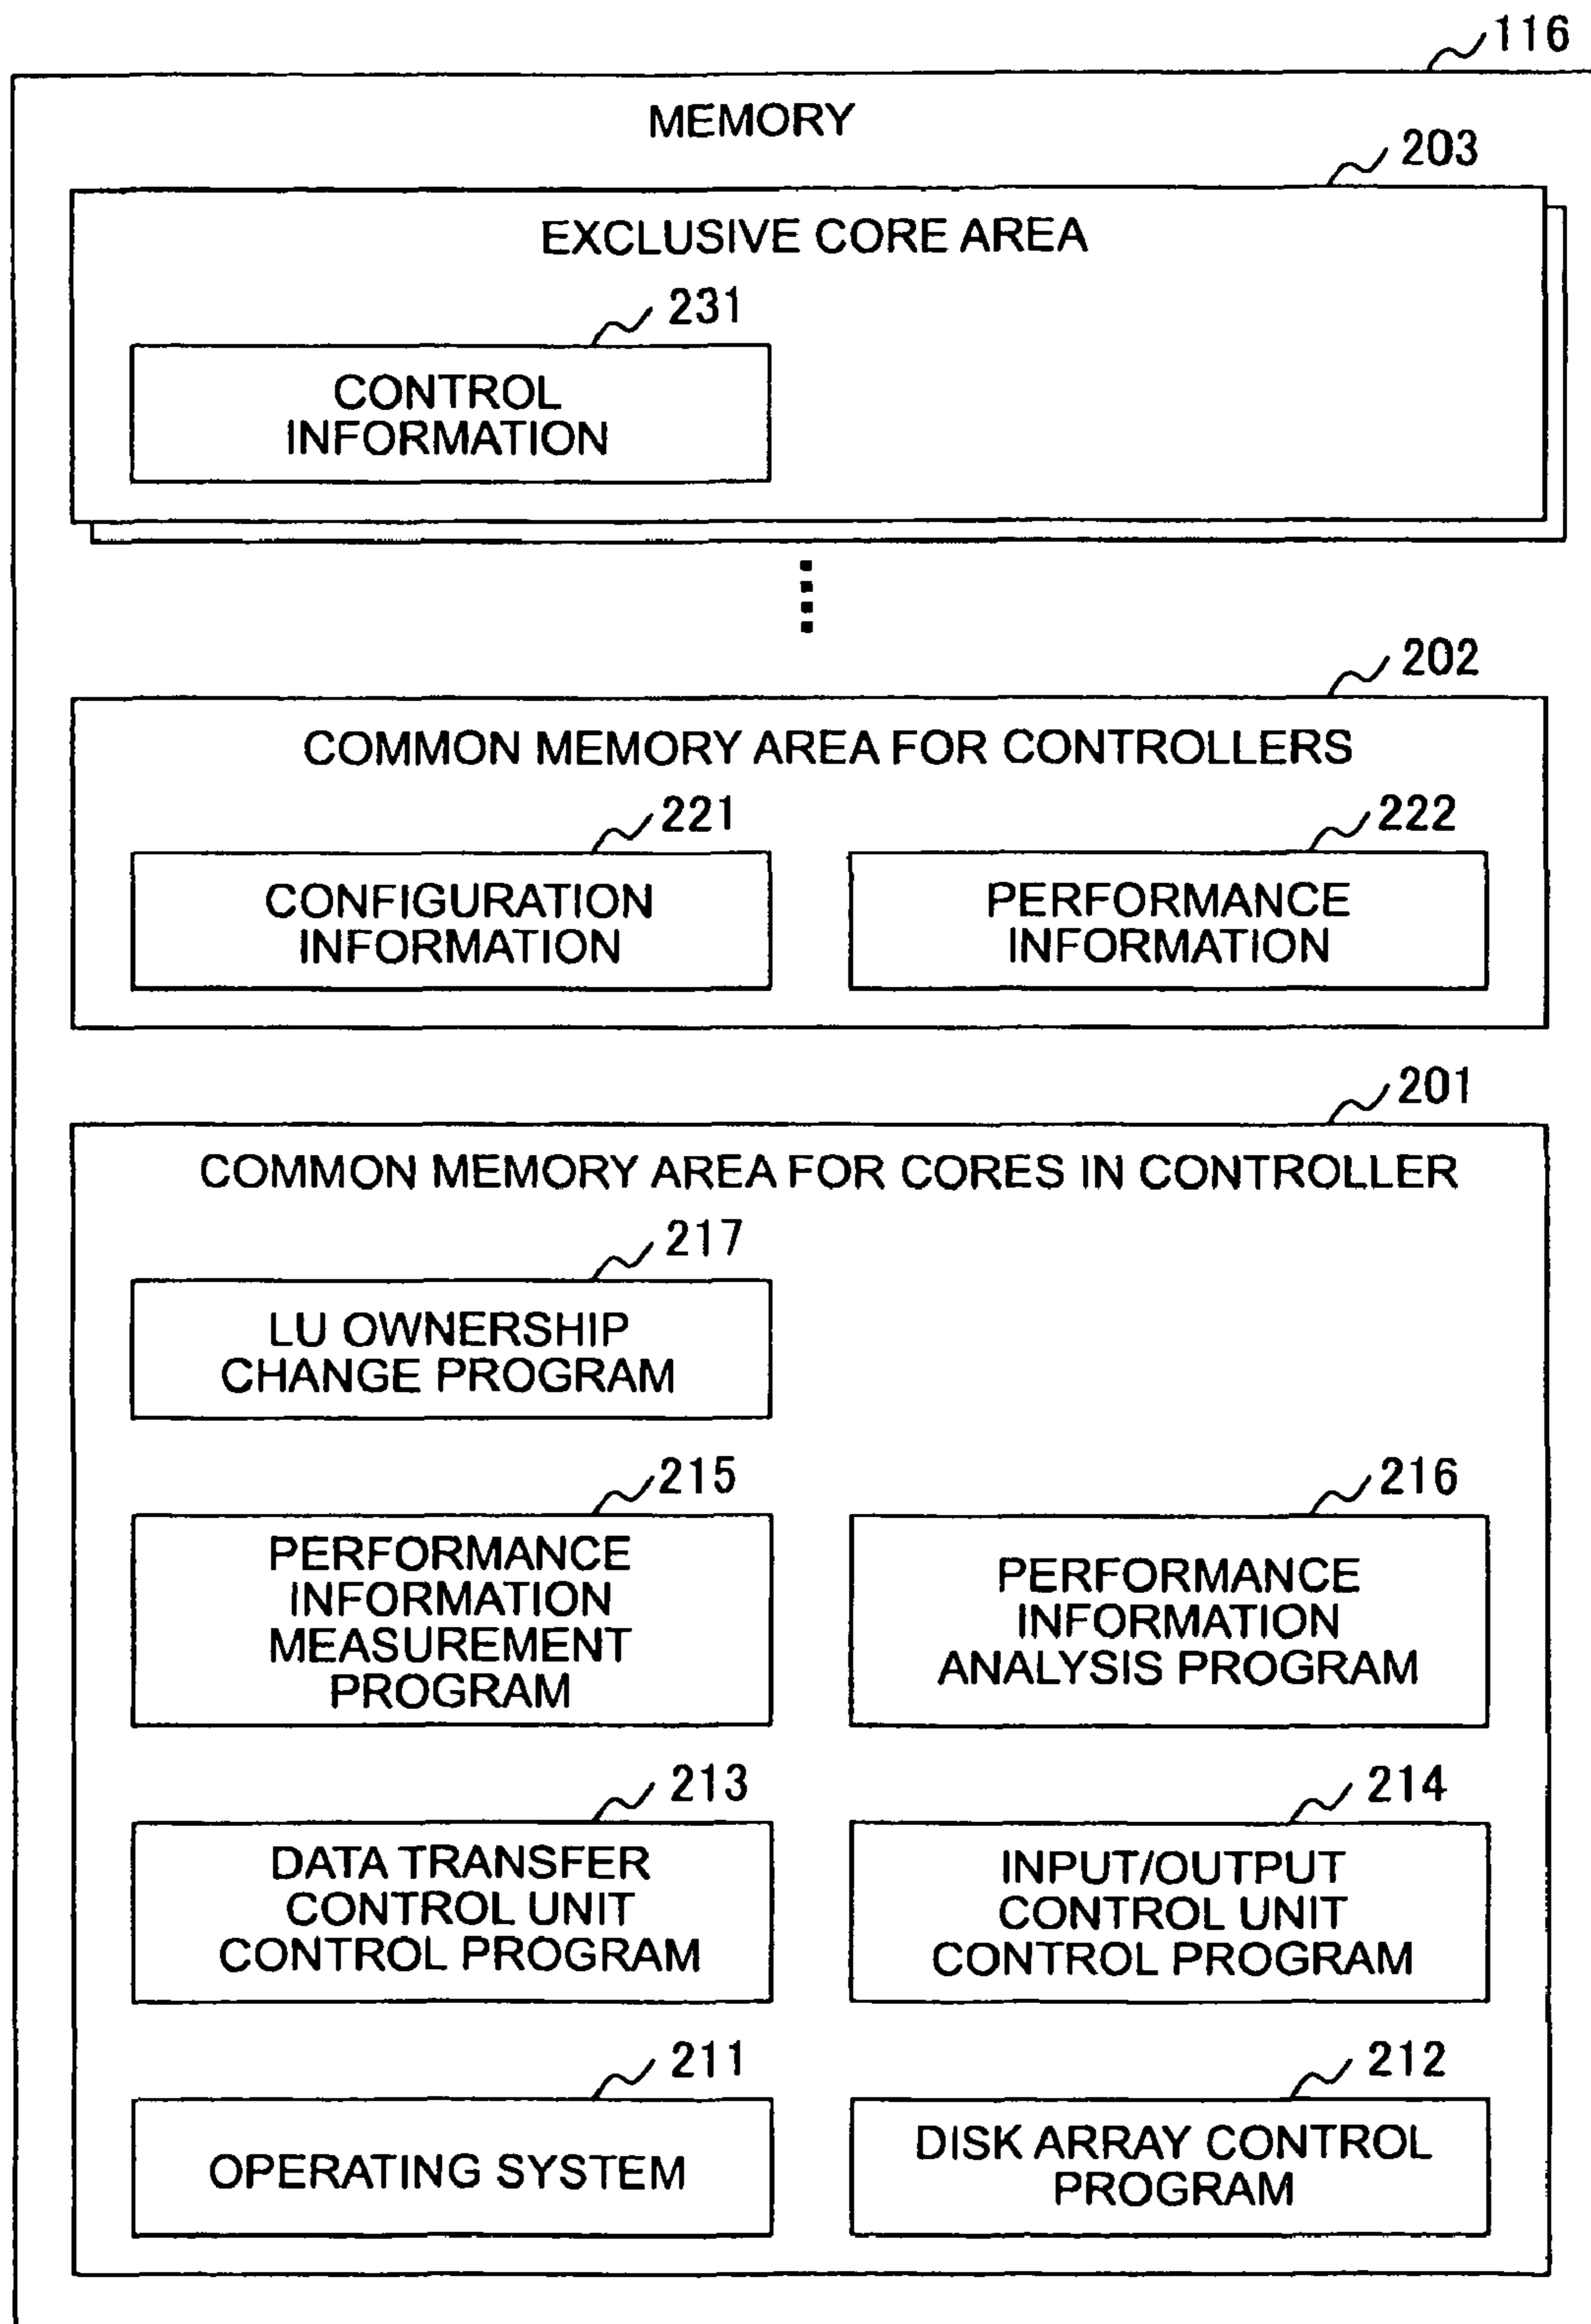 116
MEMORY
203
EXCLUSIVE CORE AREA
231
CONTROL
INFORMATION
202
COMMON MEMORY AREA FOR CONTROLLERS
221
CONFIGURATION
INFORMATION
222
PERFORMANCE
INFORMATION
201
COMMON MEMORY AREA FOR CORES IN CONTROLLER
217
LU OWNERSHIP
CHANGE PROGRAM
215
PERFORMANCE
INFORMATION
MEASUREMENT
PROGRAM
216
PERFORMANCE
INFORMATION
ANALYSIS PROGRAM
213
DATA TRANSFER
CONTROL UNIT
CONTROL PROGRAM
214
INPUT/OUTPUT
CONTROL UNIT
CONTROL PROGRAM
211
OPERATING SYSTEM
212
DISK ARRAY CONTROL
PROGRAM